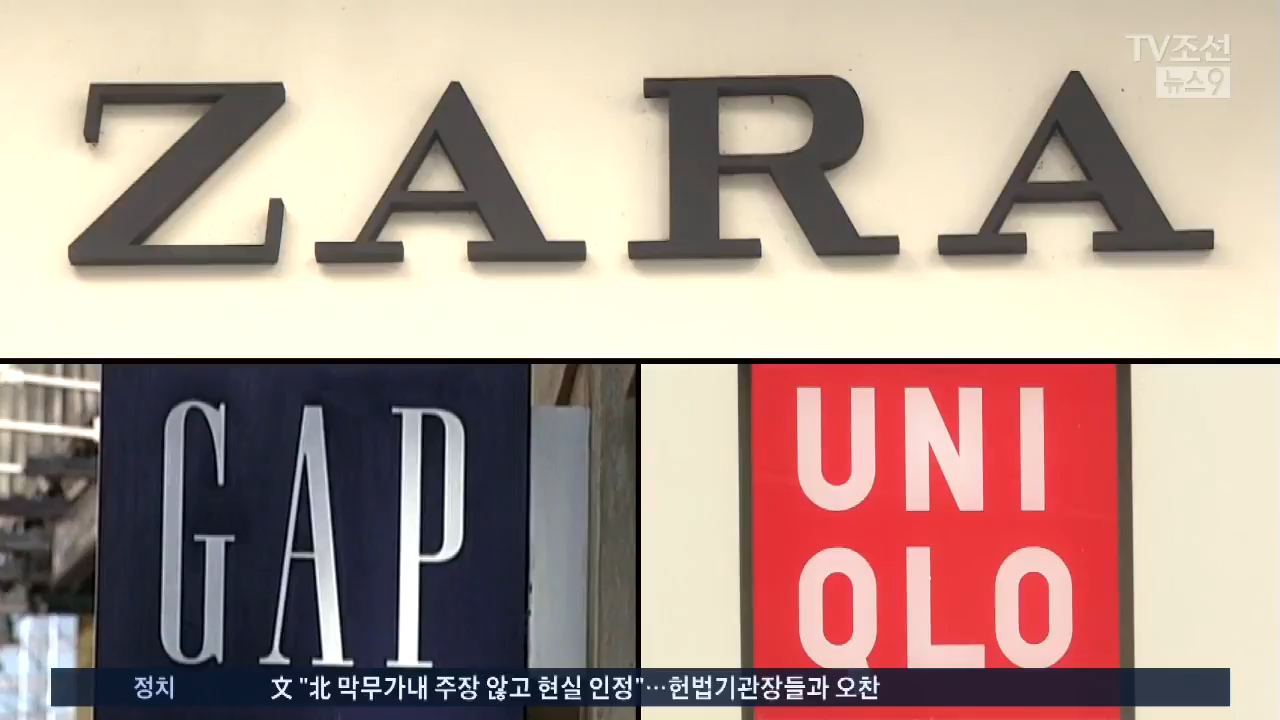 TV조선
뉴스9
ZARA
GAP
UNI
QLO
정치 文 "北 막무가내 주장 않고 현실 인정"…헌법기관장들과 오찬